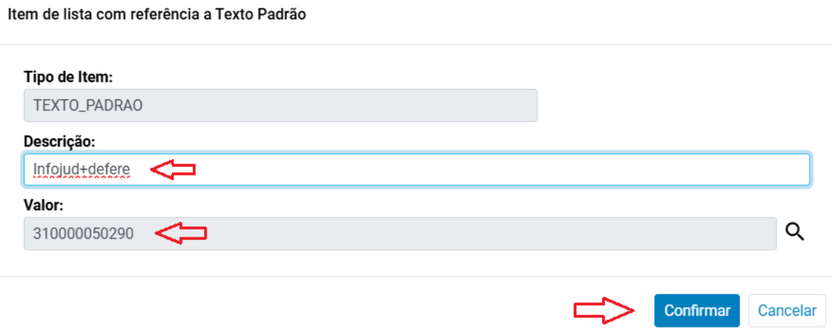 Item de lista com referência a Texto Padrão
Tipo de Item:
TEXTO_PADRAO
Descrição:
Infojud+defere
Valor:
310000050290
Confirmar Cancelar